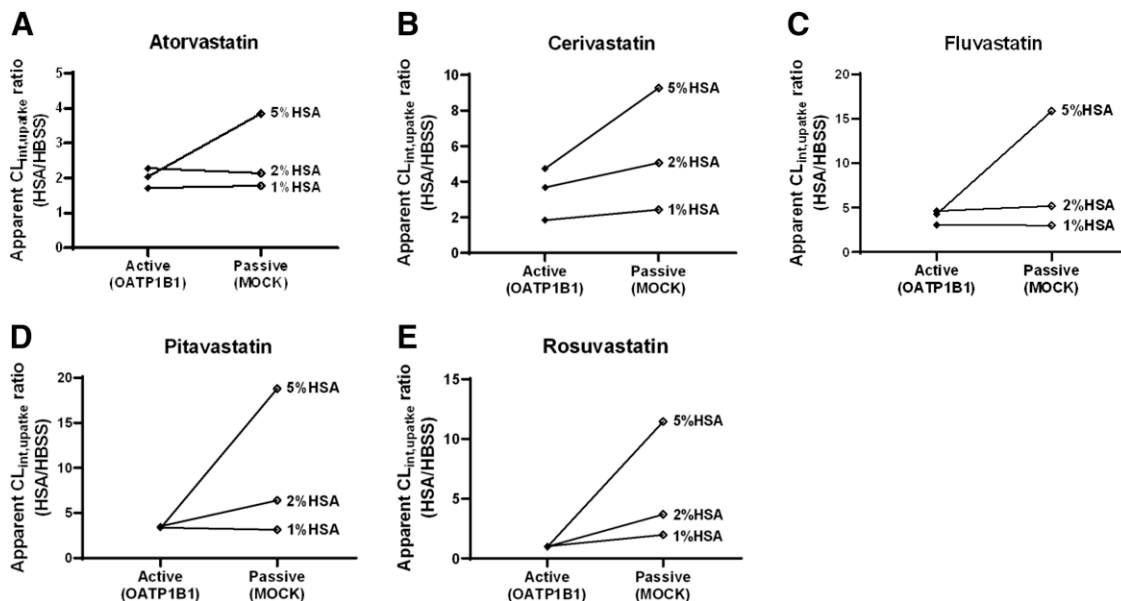 A
Atorvastatin
Apparent CLint,upatke ratio
(HSA/HBSS)
5
4
3
2
1
0
5%HSA
2%HSA
1%HSA
Active
(OATP1B1)
Passive
(MOCK)
B
Cerivastatin
Apparent CLint,upatke ratio
(HSA/HBSS)
10
8
6
4
2
0
5%HSA
2%HSA
1%HSA
Active
(OATP1B1)
Passive
(MOCK)
C
Fluvastatin
Apparent CLint,upatke ratio
(HSA/HBSS)
20
15
10
5
0
5%HSA
2%HSA
1%HSA
Active
(OATP1B1)
Passive
(MOCK)
D
Pitavastatin
Apparent CLint,upatke ratio
(HSA/HBSS)
20
15
10
5
0
5%HSA
2%HSA
1%HSA
Active
(OATP1B1)
Passive
(MOCK)
E
Rosuvastatin
Apparent CLint,upatke ratio
(HSA/HBSS)
15
10
5
0
5%HSA
2%HSA
1%HSA
Active
(OATP1B1)
Passive
(MOCK)